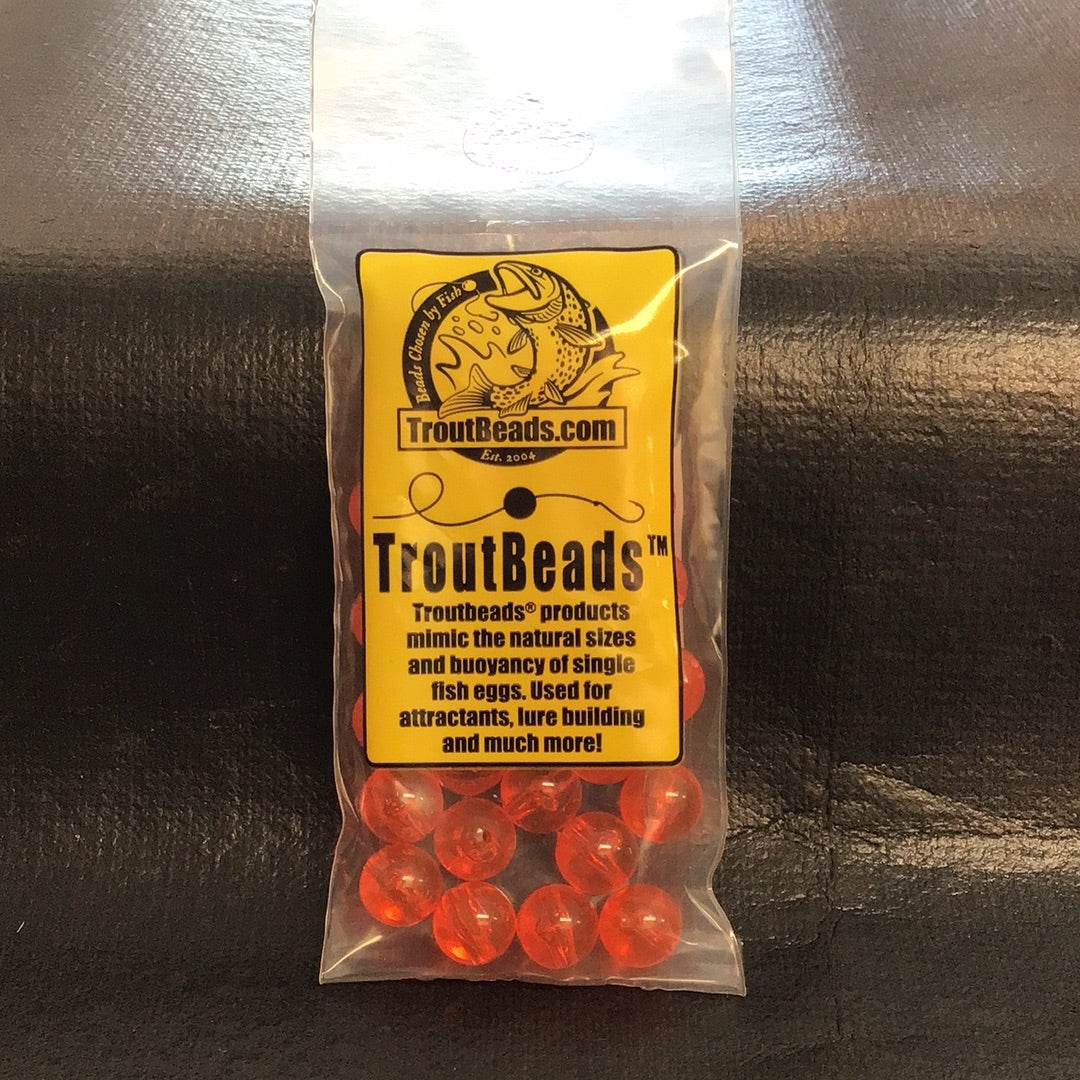 Beads Chosen by Fish
TroutBeads.com
Est. 2004
TroutBeads™
Troutbeads® products
mimic the natural sizes
and buoyancy of single
fish eggs. Used for
attractants, lure building
and much more!